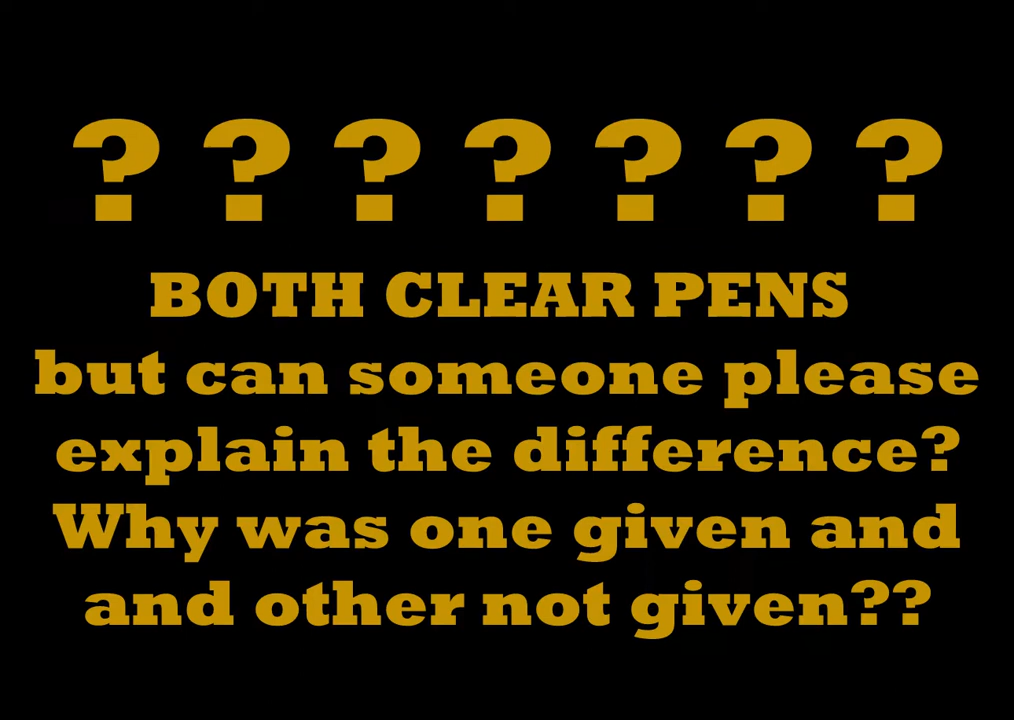 ? ? ? ? ? ? ?
BOTH CLEAR PENS
but can someone please
explain the difference?
Why was one given and
and other not given??